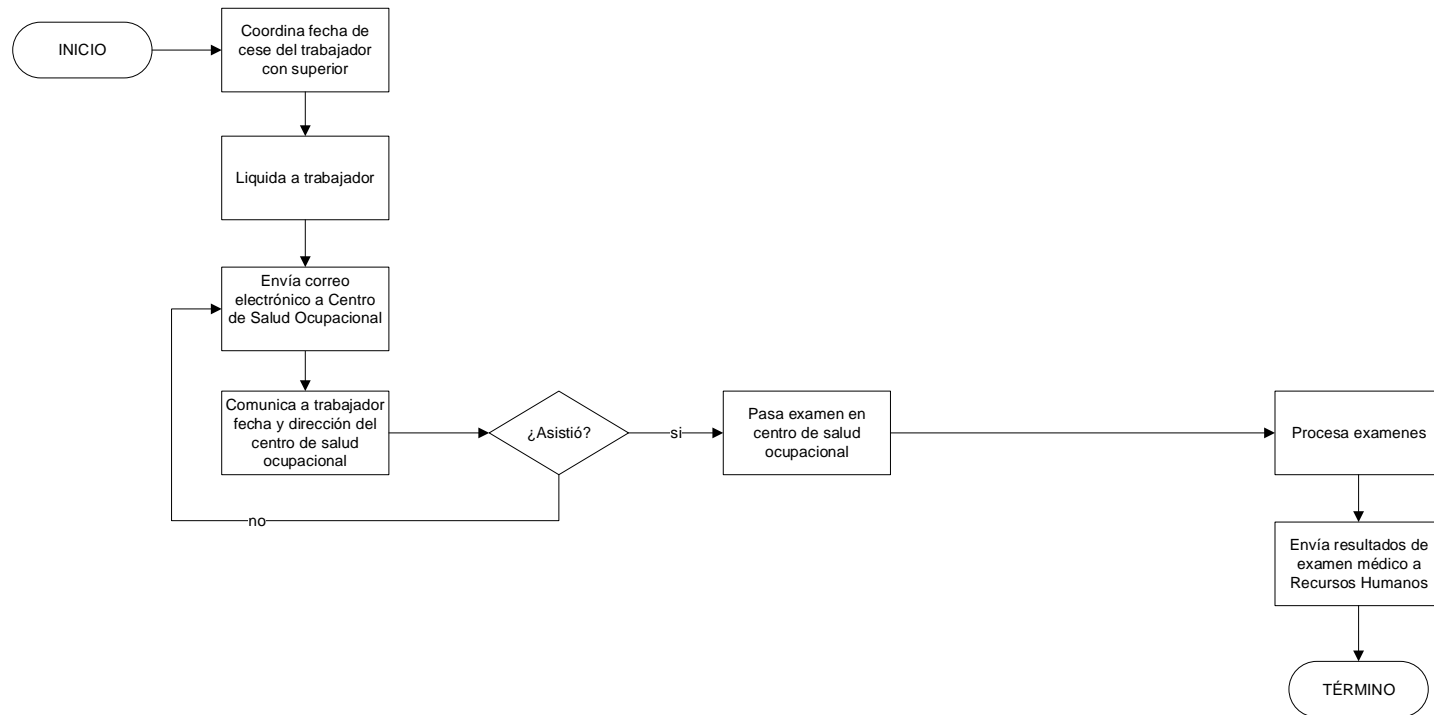 INICIO
Coordina fecha de
cese del trabajador
con superior
Liquida a trabajador
Envía correo
electrónico a Centro
de Salud Ocupacional
Comunica a trabajador
fecha y dirección del
centro de salud
ocupacional
¿Asistió?
si
no
Pasa examen en
centro de salud
ocupacional
Procesa examenes
Envía resultados de
examen médico a
Recursos Humanos
TÉRMINO